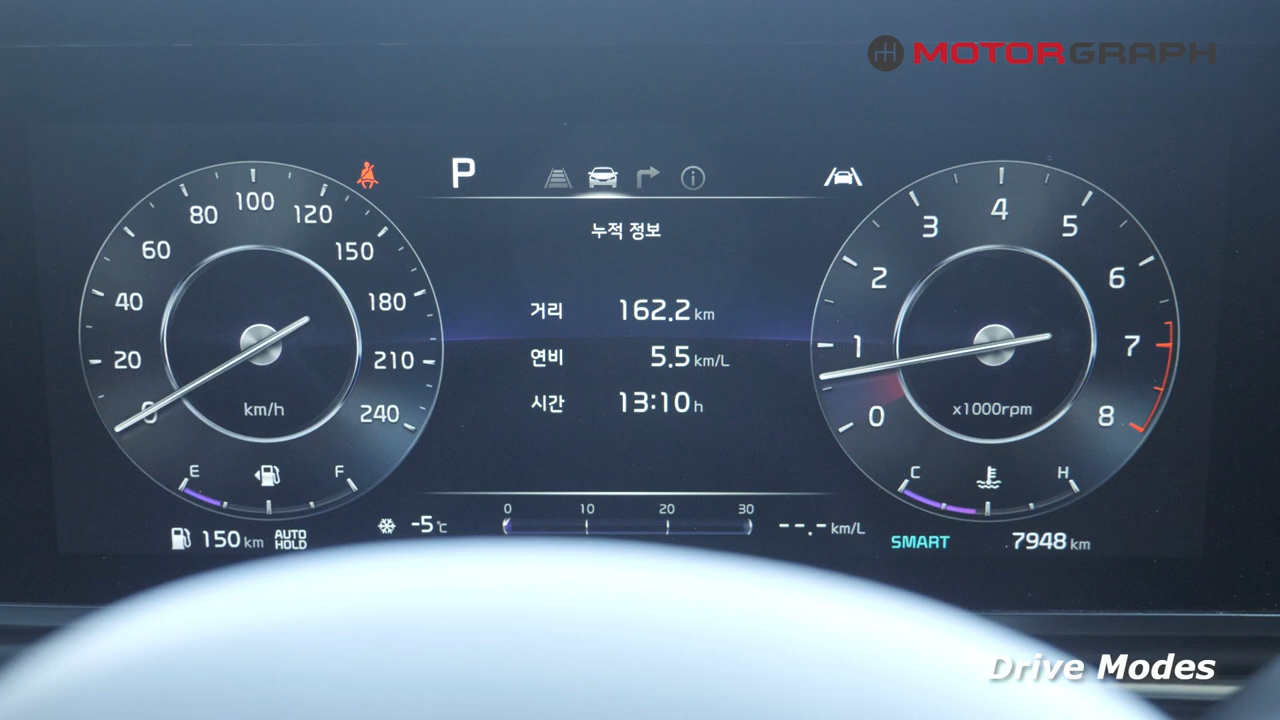 MOTORGRAPH
P
누적 정보
거리 162.2 km
연비 5.5 km/L
시간 13:10 h
0 20 40 60 80 100 120 150 180 210 240
km/h
E F
0 1 2 3 4 5 6 7 8
x1000rpm
C H
150 km AUTO HOLD
-5 ℃
0 10 20 30
--.- km/L
SMART
7948 km
Drive Modes